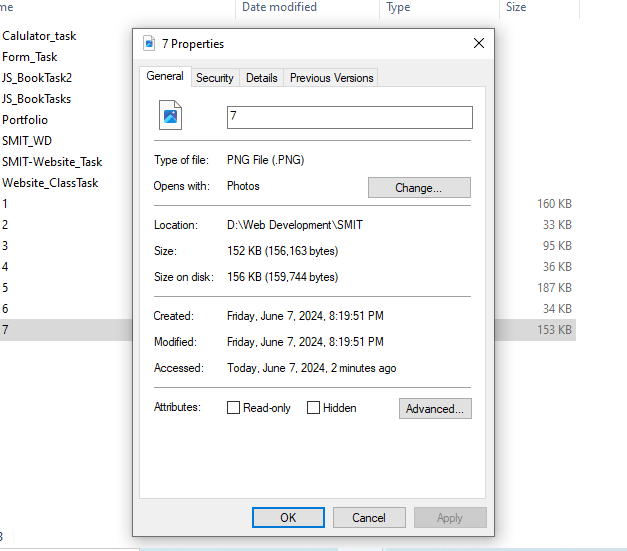 me Date modified Type Size
Calulator_task
Form_Task
JS_BookTask2
JS_BookTasks
Portfolio
SMIT_WD
SMIT-Website_Task
Website_ClassTask
1 160 KB
2 33 KB
3 95 KB
4 36 KB
5 187 KB
6 34 KB
7 153 KB
7 Properties
General Security Details Previous Versions
7
Type of file: PNG File (.PNG)
Opens with: Photos Change...
Location: D:\Web Development\SMIT
Size: 152 KB (156,163 bytes)
Size on disk: 156 KB (159,744 bytes)
Created: Friday, June 7, 2024, 8:19:51 PM
Modified: Friday, June 7, 2024, 8:19:51 PM
Accessed: Today, June 7, 2024, 2 minutes ago
Attributes: Read-only Hidden Advanced...
OK Cancel Apply